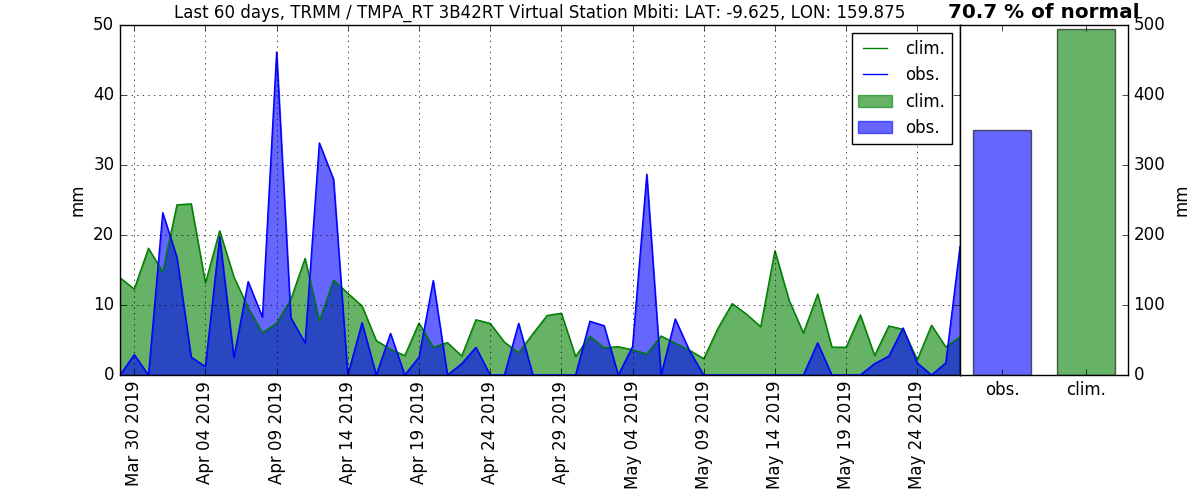 Last 60 days, TRMM / TMPA_RT 3B42RT Virtual Station Mbiti: LAT: -9.625, LON: 159.875
70.7 % of normal
50
40
30
20
10
0
mm
clim.
obs.
clim.
obs.
500
400
300
200
100
0
mm
Mar 30 2019
Apr 04 2019
Apr 09 2019
Apr 14 2019
Apr 19 2019
Apr 24 2019
Apr 29 2019
May 04 2019
May 09 2019
May 14 2019
May 19 2019
May 24 2019
obs.
clim.